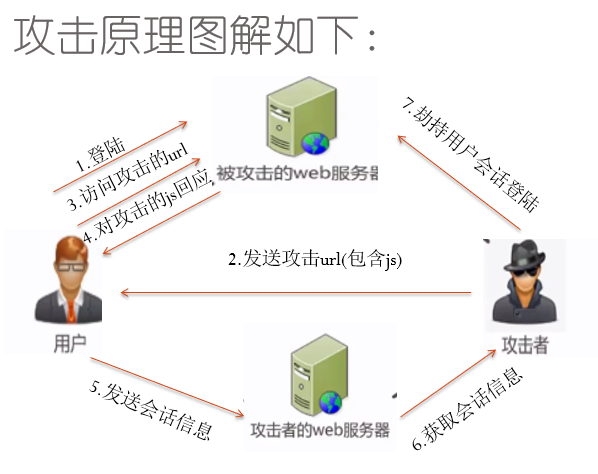 攻击原理图解如下：
被攻击的web服务器
7.劫持用户会话登陆
1.登陆
3.访问攻击的url
4.对攻击的js回应
2.发送攻击url(包含js)
用户
攻击者
5.发送会话信息
攻击者的web服务器
6.获取会话信息